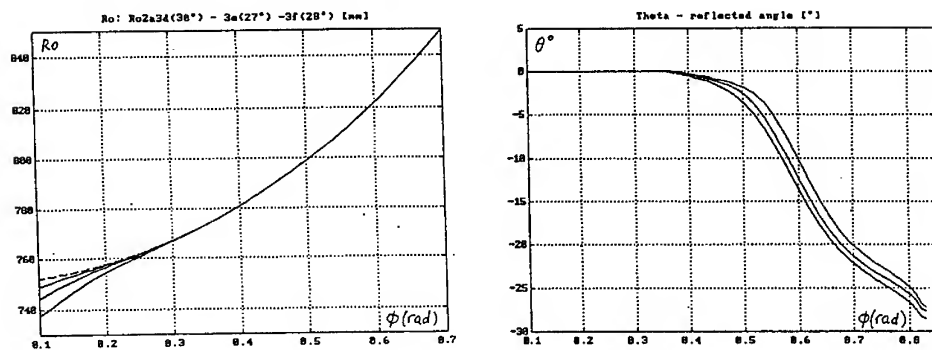 Ro: Ro2a3d(36°) - 3e(27°) -3f(28°) [mm]
Ro
840
820
800
780
760
740
0.1 0.2 0.3 0.4 0.5 0.6 0.7
φ(rad)
Theta - reflected angle [°]
θ°
5
0
-5
-10
-15
-20
-25
-30
0.1 0.2 0.3 0.4 0.5 0.6 0.7 0.8
φ(rad)